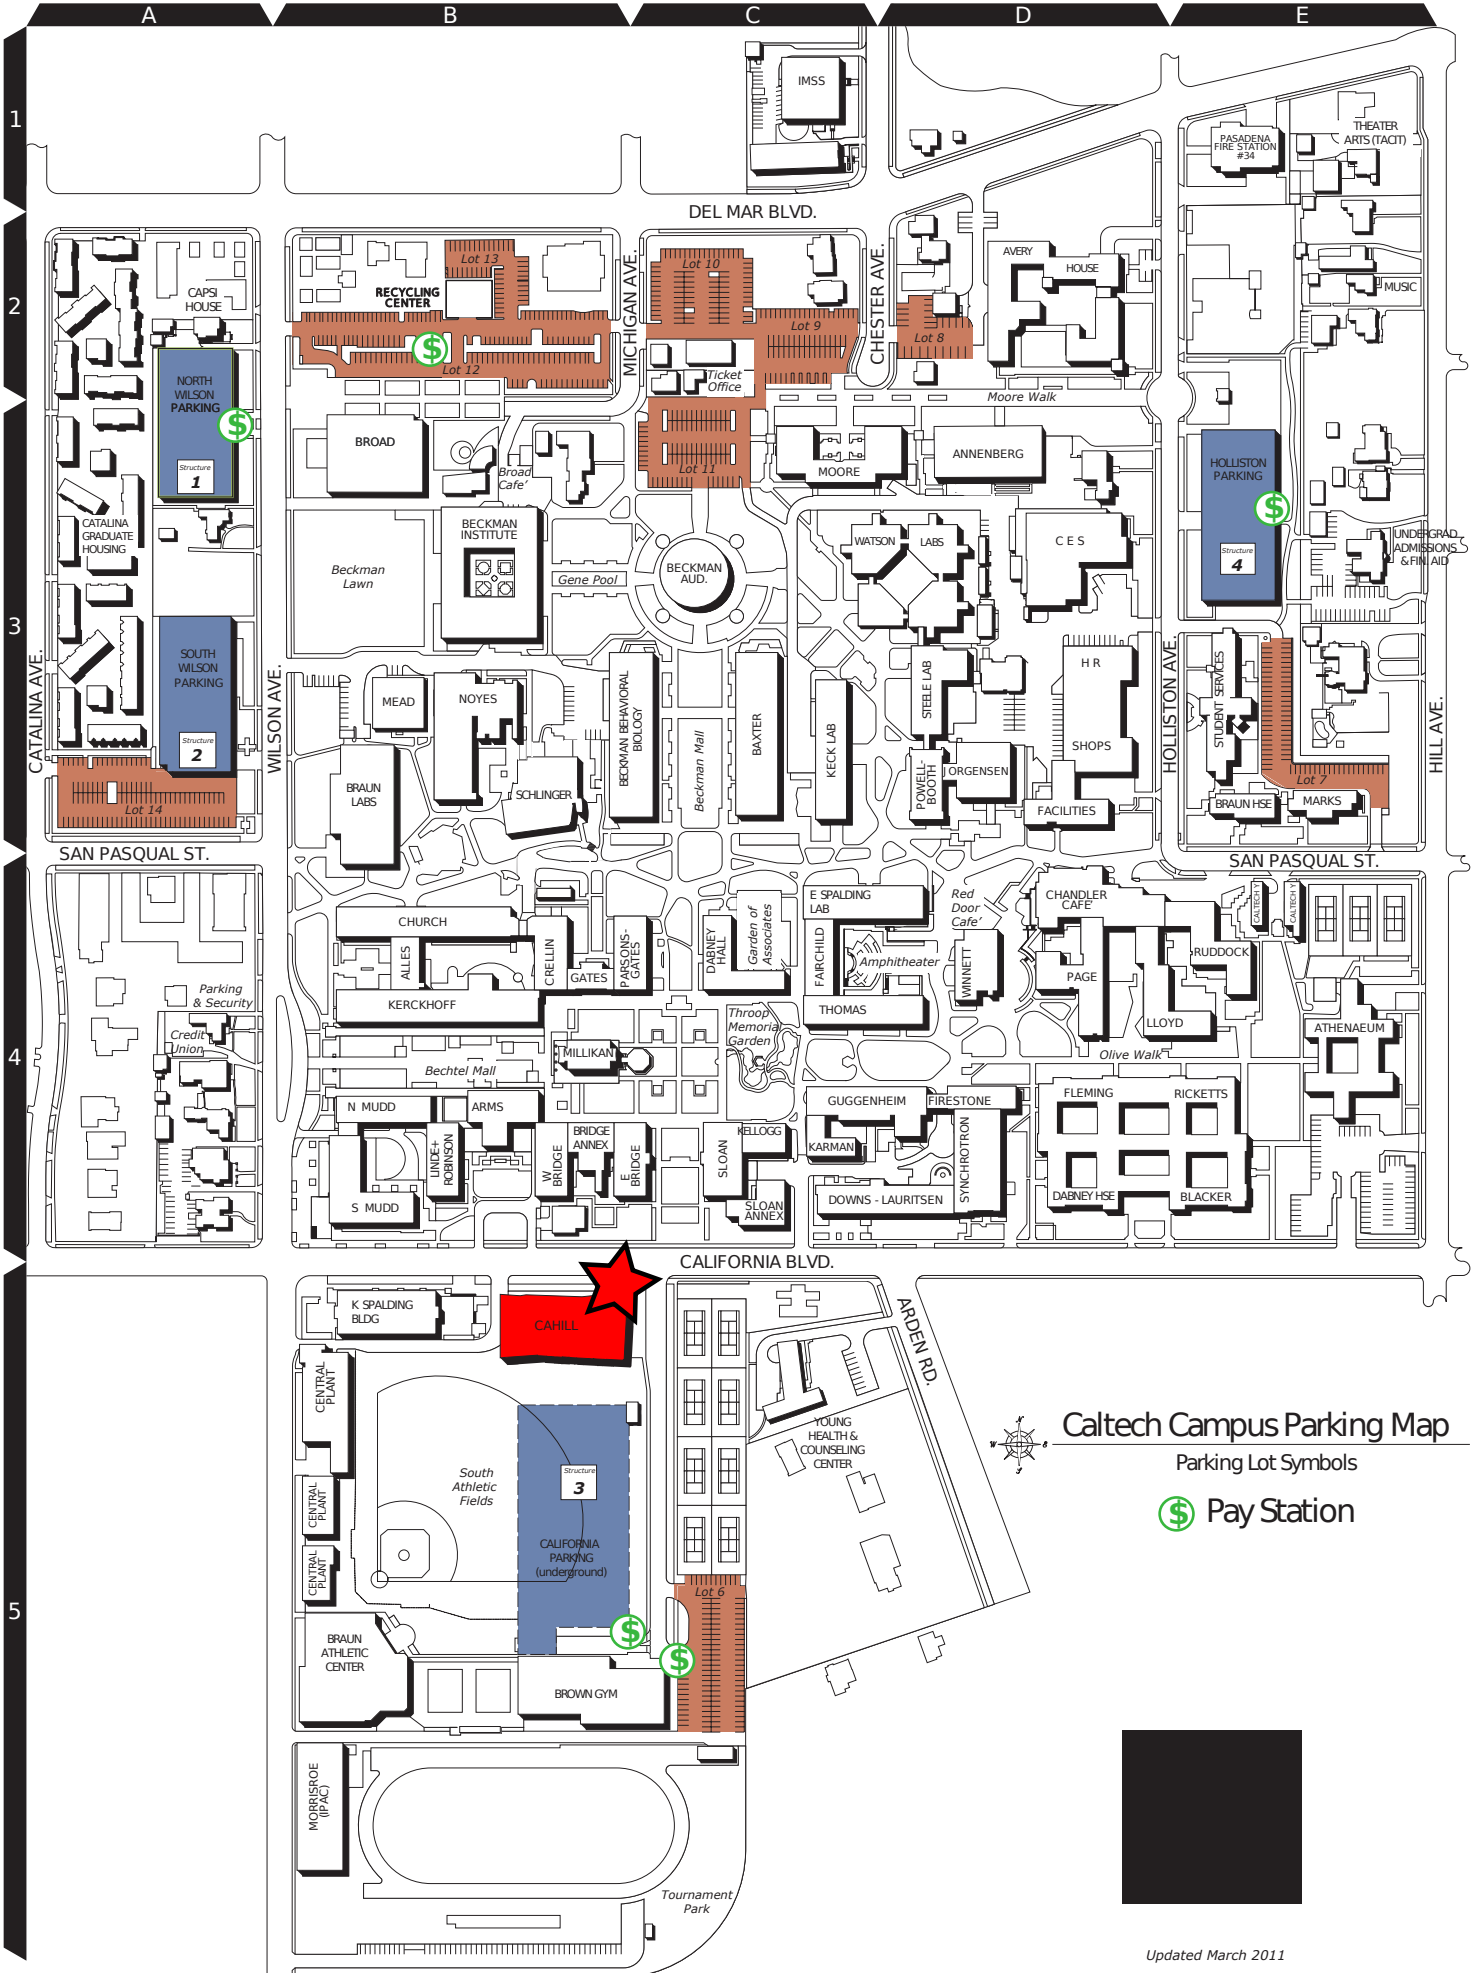 A
B
C
D
E
1
IMSS
PASADENA
FIRE STATION
#34
THEATER
ARTS (TACIT)
DEL MAR BLVD.
2
CAPSI
HOUSE
Lot 13
RECYCLING
CENTER
Lot 12
$
MICHIGAN AVE.
Lot 10
Lot 9
Ticket
Office
CHESTER AVE.
Lot 8
AVERY
HOUSE
MUSIC
Moore Walk
NORTH
WILSON
PARKING
$
Structure
1
BROAD
Broad
Cafe'
Lot 11
MOORE
ANNENBERG
HOLLISTON
PARKING
$
Structure
4
3
CATALINA
GRADUATE
HOUSING
Beckman
Lawn
BECKMAN
INSTITUTE
Gene Pool
BECKMAN
AUD.
WATSON
LABS
C E S
UNDERGRAD
ADMISSIONS
& FIN. AID
CATALINA AVE.
SOUTH
WILSON
PARKING
Structure
2
Lot 14
WILSON AVE.
MEAD
NOYES
BRAUN
LABS
SCHLINGER
BECKMAN BEHAVIORAL
BIOLOGY
Beckman Mall
BAXTER
KECK LAB
STEELE LAB
POWELL-
BOOTH
JORGENSEN
H R
SHOPS
FACILITIES
HOLLISTON AVE.
STUDENT SERVICES
Lot 7
BRAUN HSE
MARKS
HILL AVE.
SAN PASQUAL ST.
SAN PASQUAL ST.
4
Parking
& Security
Credit
Union
CHURCH
ALLES
CRELLIN
GATES
PARSONS-
GATES
KERCKHOFF
DABNEY
HALL
Garden of
Associates
E SPALDING
LAB
FAIRCHILD
Amphitheater
THOMAS
Red
Door
Cafe'
WINNETT
CHANDLER
CAFE'
PAGE
RUDDOCK
LLOYD
CALTECH Y
CALTECH Y
ATHENAEUM
Throop
Memorial
Garden
MILLIKAN
Bechtel Mall
Olive Walk
N MUDD
ARMS
LINDE+
ROBINSON
S MUDD
W
BRIDGE
BRIDGE
ANNEX
E
BRIDGE
SLOAN
KELLOGG
SLOAN
ANNEX
GUGGENHEIM
FIRESTONE
KARMAN
DOWNS - LAURITSEN
SYNCHROTRON
FLEMING
RICKETTS
DABNEY HSE
BLACKER
CALIFORNIA BLVD.
5
K SPALDING
BLDG
CAHILL
ARDEN RD.
CENTRAL
PLANT
CENTRAL
PLANT
CENTRAL
PLANT
South
Athletic
Fields
Structure
3
CALIFORNIA
PARKING
(underground)
YOUNG
HEALTH &
COUNSELING
CENTER
Lot 6
$
$
BRAUN
ATHLETIC
CENTER
BROWN GYM
MORRISROE
(IPAC)
Tournament
Park
N
W
E
S
Caltech Campus Parking Map
Parking Lot Symbols
$ Pay Station
Updated March 2011